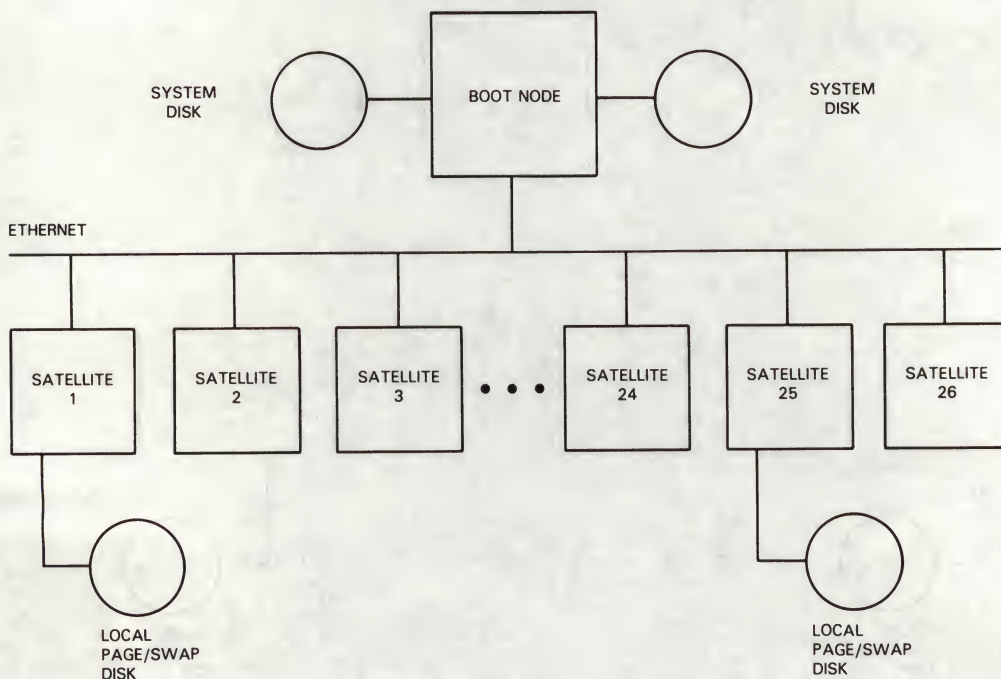 SYSTEM
DISK
BOOT NODE
SYSTEM
DISK
ETHERNET
SATELLITE
1
SATELLITE
2
SATELLITE
3
• • •
SATELLITE
24
SATELLITE
25
SATELLITE
26
LOCAL
PAGE/SWAP
DISK
LOCAL
PAGE/SWAP
DISK